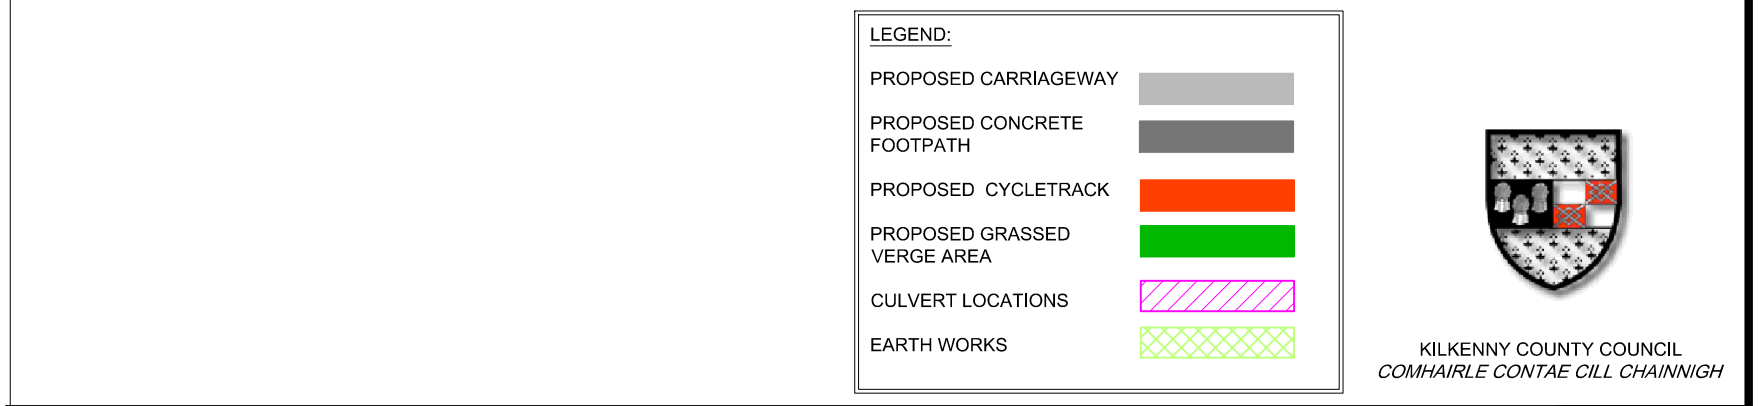 LEGEND:
PROPOSED CARRIAGEWAY
PROPOSED CONCRETE
FOOTPATH
PROPOSED CYCLETRACK
PROPOSED GRASSED
VERGE AREA
CULVERT LOCATIONS
EARTH WORKS
KILKENNY COUNTY COUNCIL
COMHAIRLE CONTAE CILL CHAINNIGH